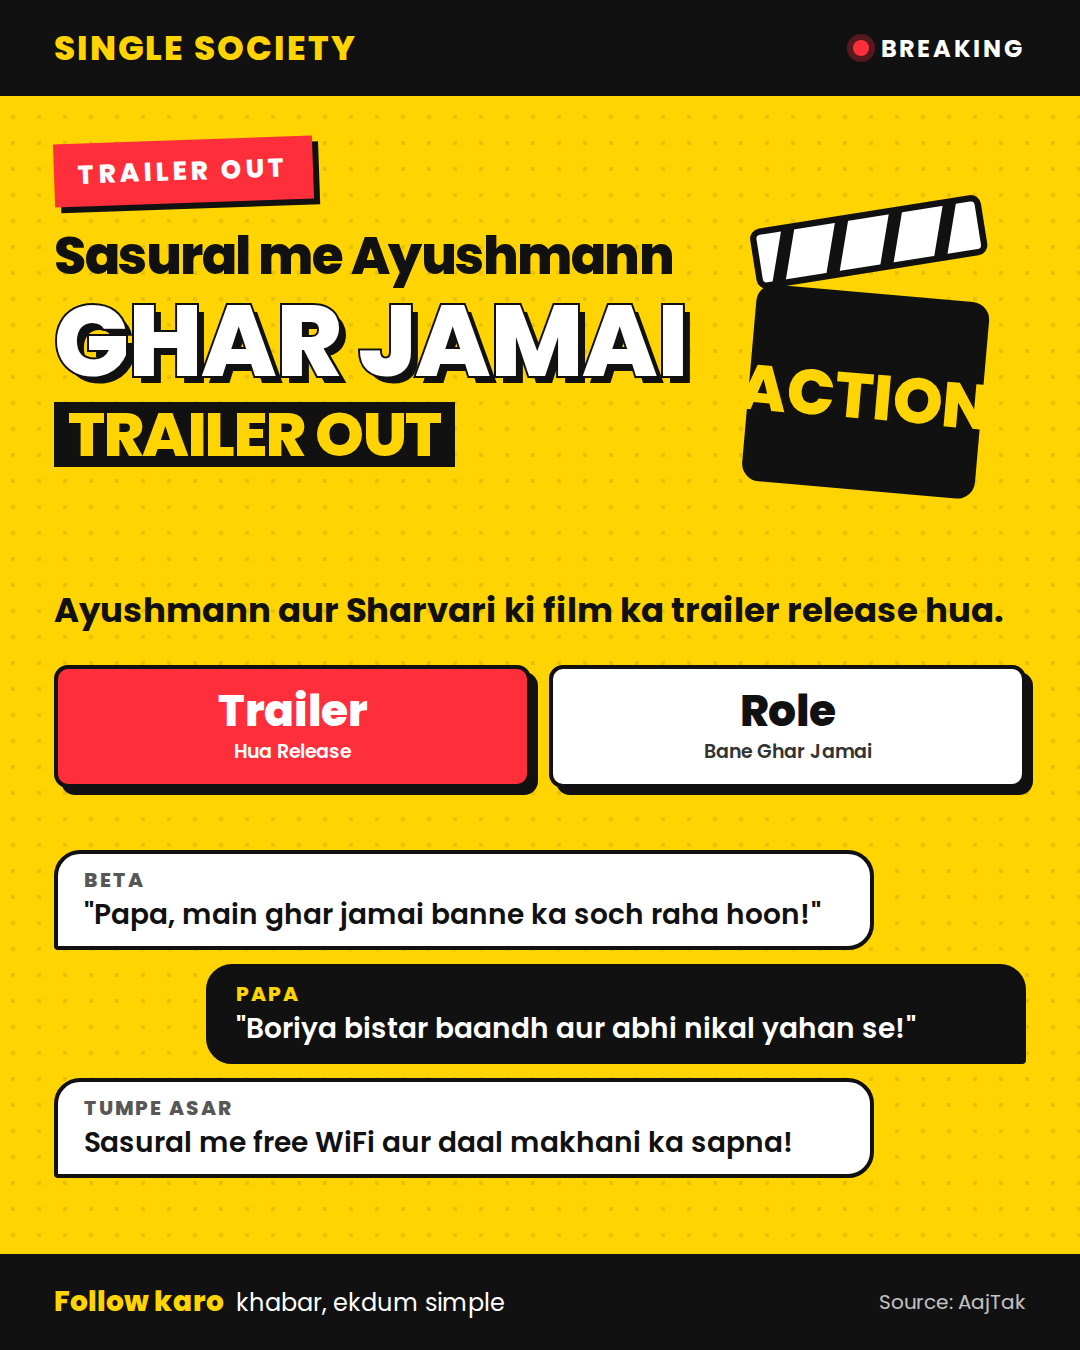 SINGLE SOCIETY
BREAKING
TRAILER OUT
Sasural me Ayushmann
GHAR JAMAI
TRAILER OUT
ACTION
Ayushmann aur Sharvari ki film ka trailer release hua.
Trailer
Hua Release
Role
Bane Ghar Jamai
BETA
"Papa, main ghar jamai banne ka soch raha hoon!"
PAPA
"Boriya bistar baandh aur abhi nikal yahan se!"
TUMPE ASAR
Sasural me free WiFi aur daal makhani ka sapna!
Follow karo khabar, ekdum simple
Source: AajTak